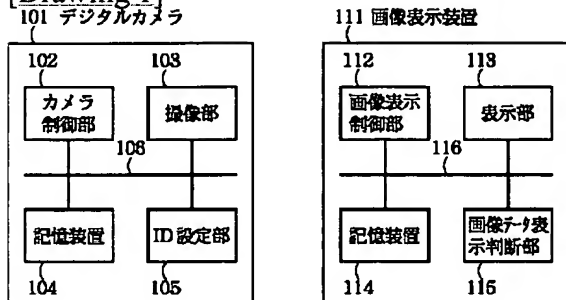 [Drawing 1]
101 デジタルカメラ
111 画像表示装置
102
103
112
113
カメラ
制御部
撮像部
画像表示
制御部
表示部
106
116
記憶装置
ID設定部
記憶装置
画像データ表
示判断部
104
105
114
115